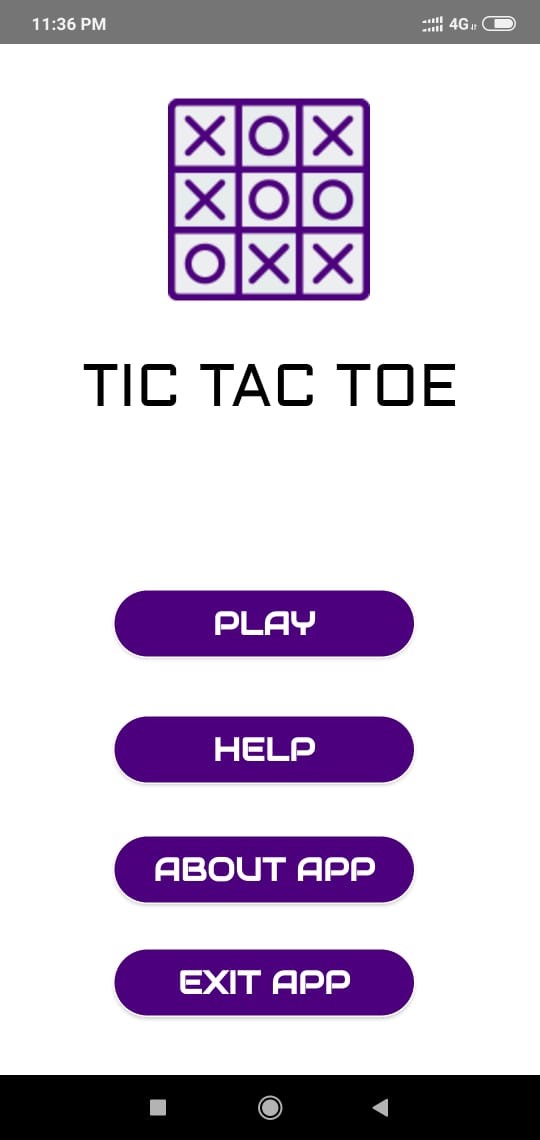 11:36 PM 4G
X O X
X O O
O X X
TIC TAC TOE
PLAY
HELP
ABOUT APP
EXIT APP